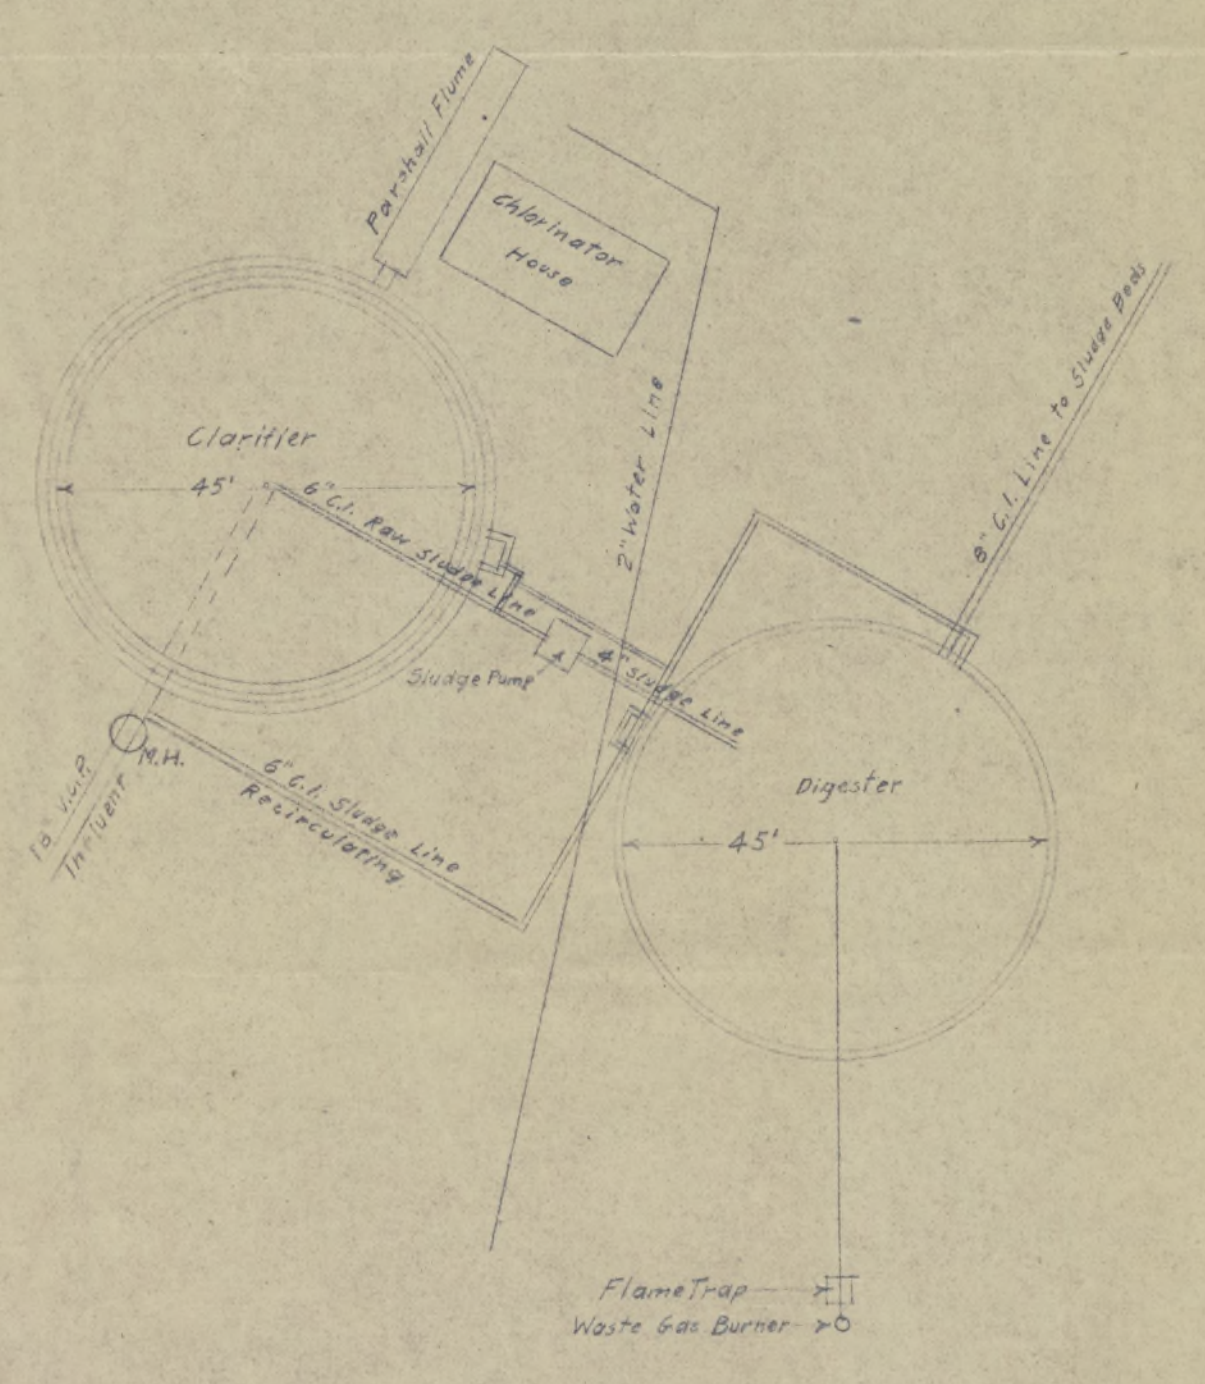 Parshall Flume
Chlorinator
House
Clarifier
45'
6" C.I. Raw Sludge Line
2" Water Line
8" C.I. Line to Sludge Beds
Sludge Pump
4" Sludge Line
M.H.
18" V.C.P.
Influent
6" C.I. Sludge Line
Recirculating
Digester
45'
Flame Trap
Waste Gas Burner